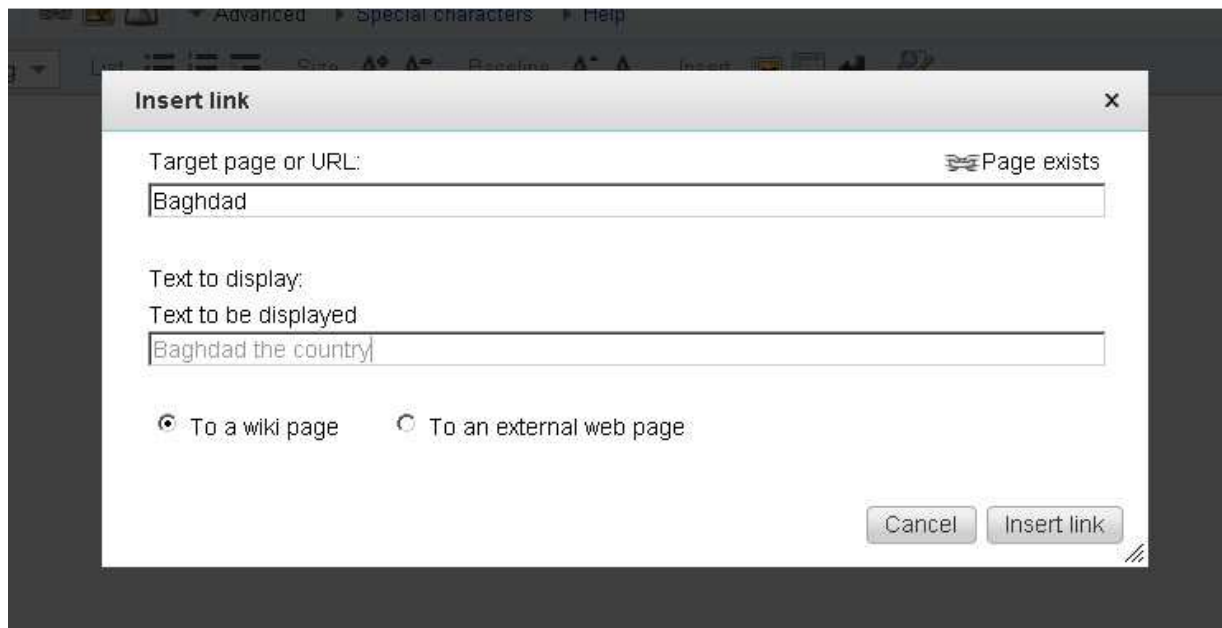 Advanced Special characters Help
List Size A A Baseline A A Insert
Insert link ×
Target page or URL: Page exists
Baghdad
Text to display:
Text to be displayed
Baghdad the country
To a wiki page To an external web page
Cancel Insert link